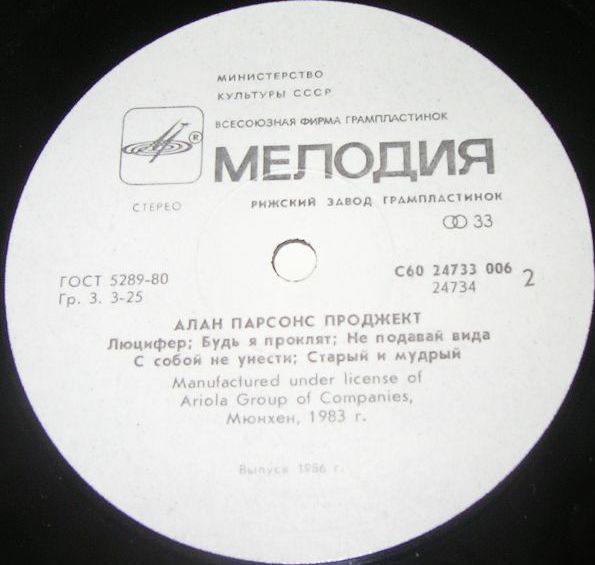 МИНИСТЕРСТВО
КУЛЬТУРЫ СССР
ВСЕСОЮЗНАЯ ФИРМА ГРАМПЛАСТИНОК
®
МЕЛОДИЯ
СТЕРЕО
РИЖСКИЙ ЗАВОД ГРАМПЛАСТИНОК
33
ГОСТ 5289-80
Гр. 3. 3-25
С60 24733 006
24734
2
АЛАН ПАРСОНС ПРОДЖЕКТ
Люцифер; Будь я проклят; Не подавай вида
С собой не унести; Старый и мудрый
Manufactured under license of
Ariola Group of Companies,
Мюнхен, 1983 г.
Выпуск 1986 г.